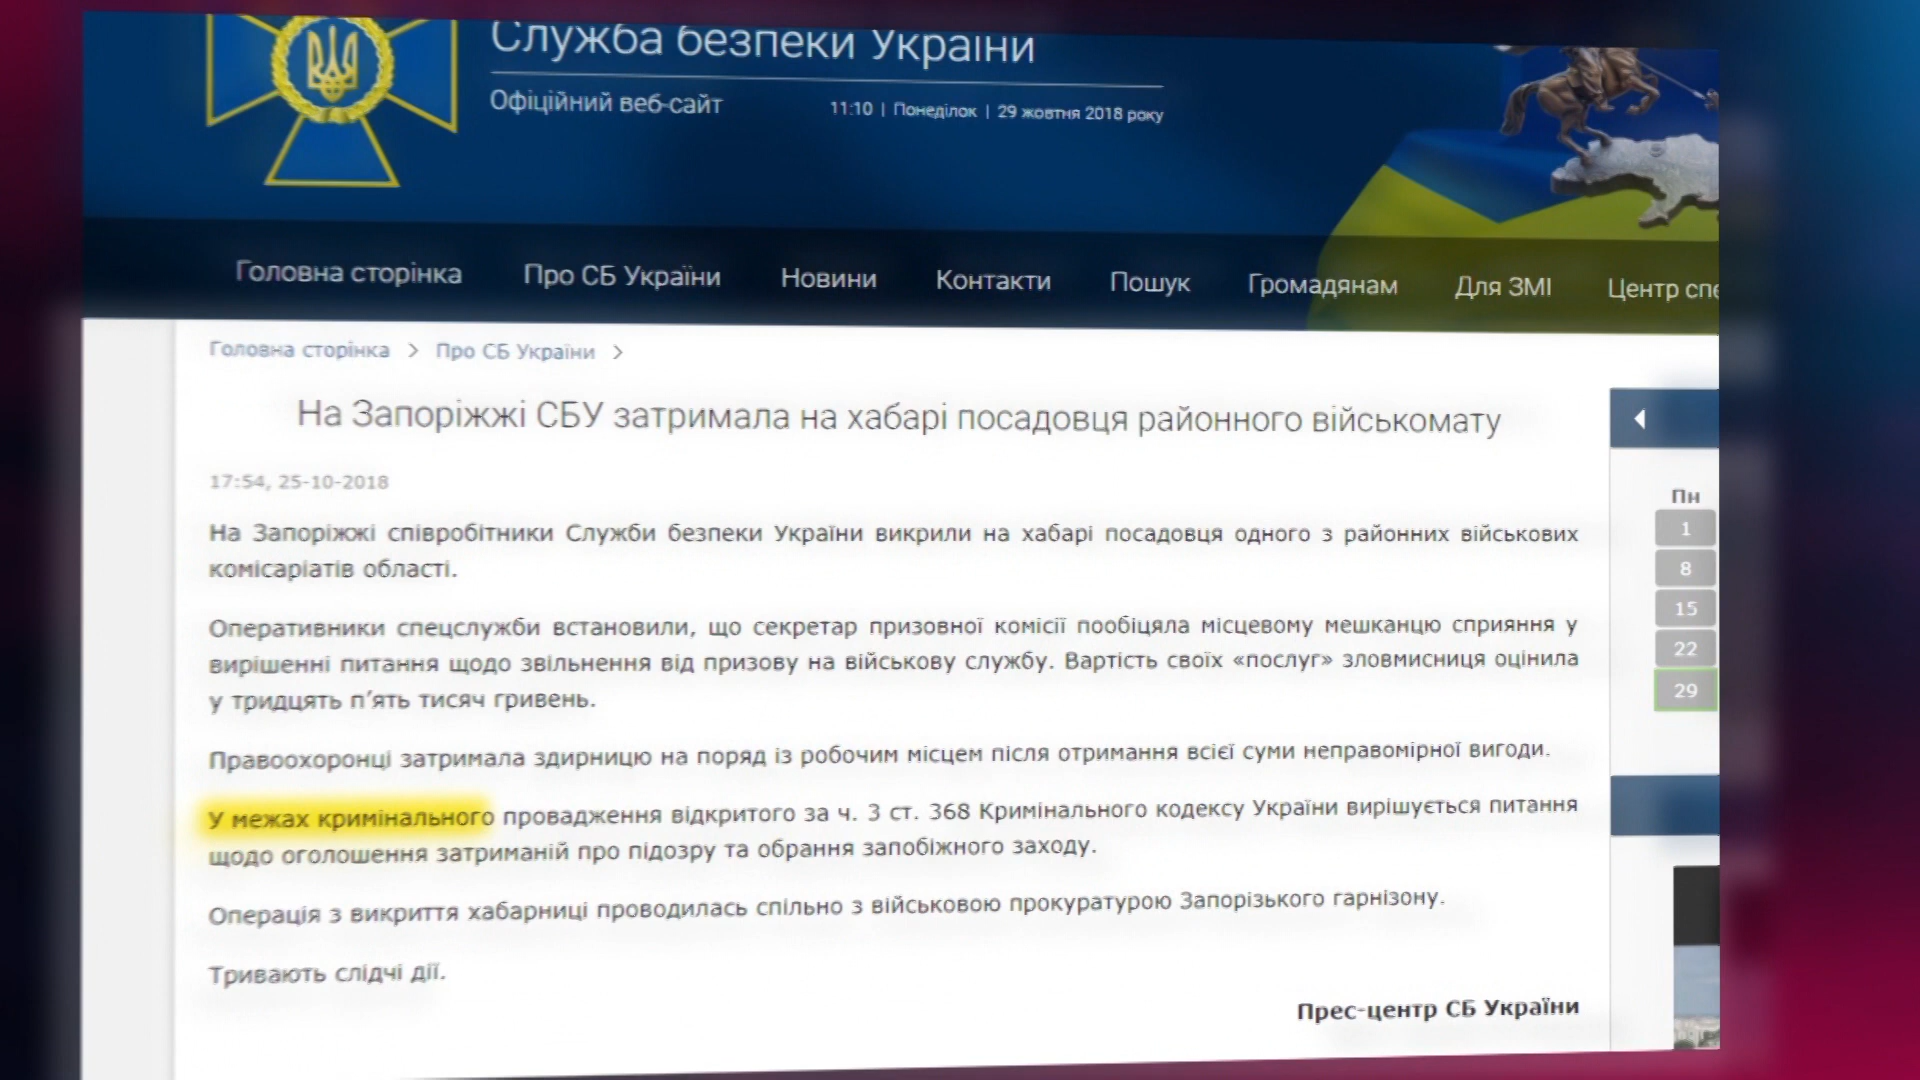 Служба безпеки України
Офіційний веб-сайт
11:10 | Понеділок | 29 жовтня 2018 року
Головна сторінка Про СБ України Новини Контакти Пошук Громадянам Для ЗМІ Центр спе
Головна сторінка > Про СБ України >
На Запоріжжі СБУ затримала на хабарі посадовця районного військомату
17:54, 25-10-2018
На Запоріжжі співробітники Служби безпеки України викрили на хабарі посадовця одного з районних військових
комісаріатів області.
Оперативники спецслужби встановили, що секретар призовної комісії пообіцяла місцевому мешканцю сприяння у
вирішенні питання щодо звільнення від призову на військову службу. Вартість своїх «послуг» зловмисниця оцінила
у тридцять п’ять тисяч гривень.
Правоохоронці затримала здирницю на поряд із робочим місцем після отримання всієї суми неправомірної вигоди.
У межах кримінального провадження відкритого за ч. 3 ст. 368 Кримінального кодексу України вирішується питання
щодо оголошення затриманій про підозру та обрання запобіжного заходу.
Операція з викриття хабарниці проводилась спільно з військовою прокуратурою Запорізького гарнізону.
Тривають слідчі дії.
Прес-центр СБ України
Пн
1
8
15
22
29